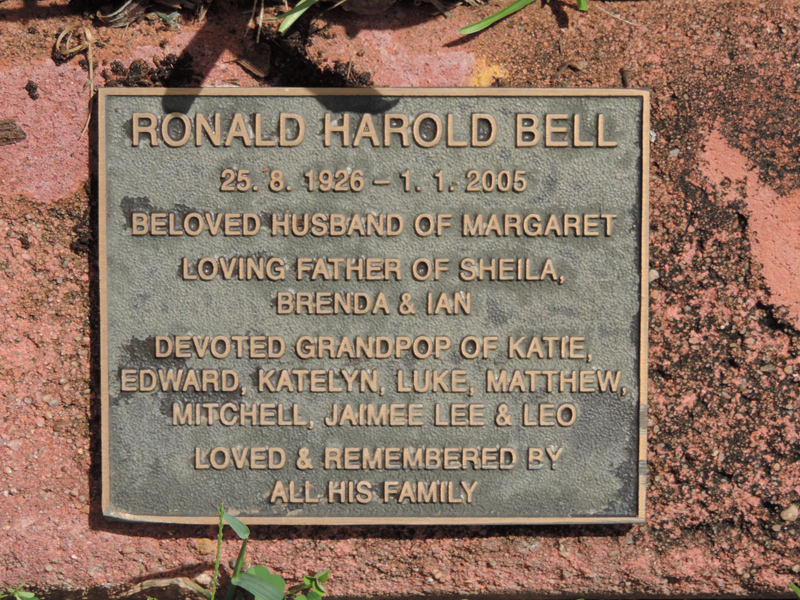 RONALD HAROLD BELL
25. 8. 1926 – 1. 1. 2005
BELOVED HUSBAND OF MARGARET
LOVING FATHER OF SHEILA,
BRENDA & IAN
DEVOTED GRANDPOP OF KATIE,
EDWARD, KATELYN, LUKE, MATTHEW,
MITCHELL, JAIMEE LEE & LEO
LOVED & REMEMBERED BY
ALL HIS FAMILY